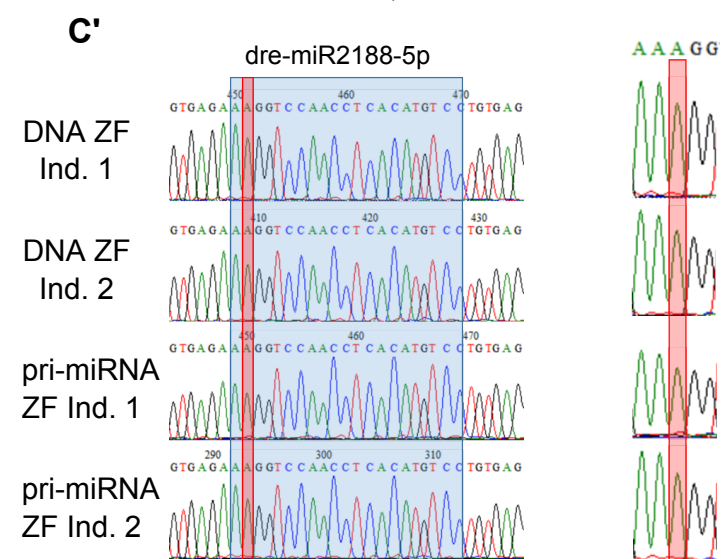 C'
dre-miR2188-5p
A A A G G
450 460 470
GTGAGAAAGGTCCAACCTCACATGTCCTGTGAG
DNA ZF
Ind. 1
410 420 430
GTGAGAAAGGTCCAACCTCACATGTCCTGTGAG
DNA ZF
Ind. 2
450 460 470
GTGAGAAAGGTCCAACCTCACATGTCCTGTGAG
pri-miRNA
ZF Ind. 1
290 300 310
GTGAGAAAGGTCCAACCTCACATGTCCTGTGAG
pri-miRNA
ZF Ind. 2